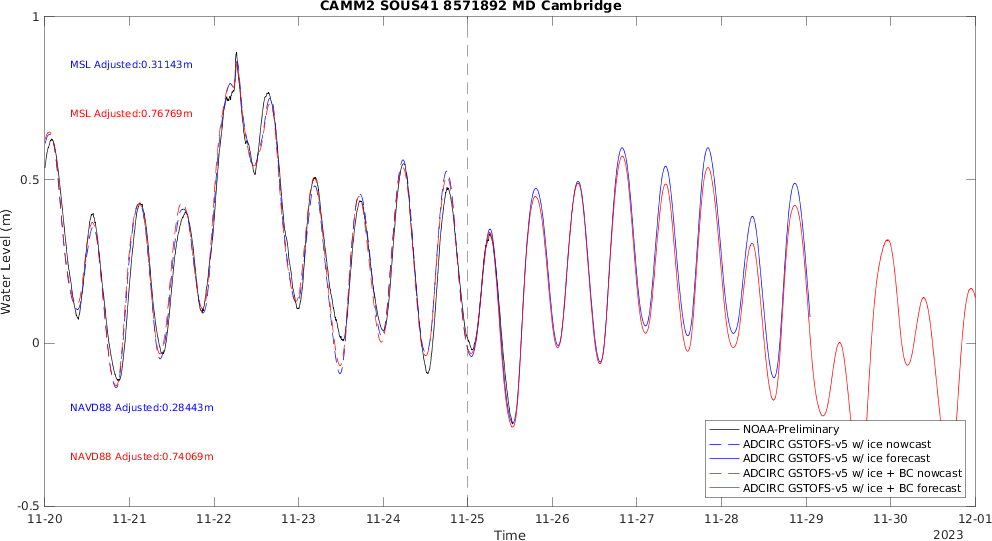 CAMM2 SOUS41 8571892 MD Cambridge
1
MSL Adjusted:0.31143m
MSL Adjusted:0.76769m
0.5
Water Level (m)
0
NAVD88 Adjusted:0.28443m
NAVD88 Adjusted:0.74069m
NOAA-Preliminary
ADCIRC GSTOFS-v5 w/ ice nowcast
ADCIRC GSTOFS-v5 w/ ice forecast
ADCIRC GSTOFS-v5 w/ ice + BC nowcast
ADCIRC GSTOFS-v5 w/ ice + BC forecast
-0.5
11-20 11-21 11-22 11-23 11-24 11-25 11-26 11-27 11-28 11-29 11-30 12-01
Time
2023